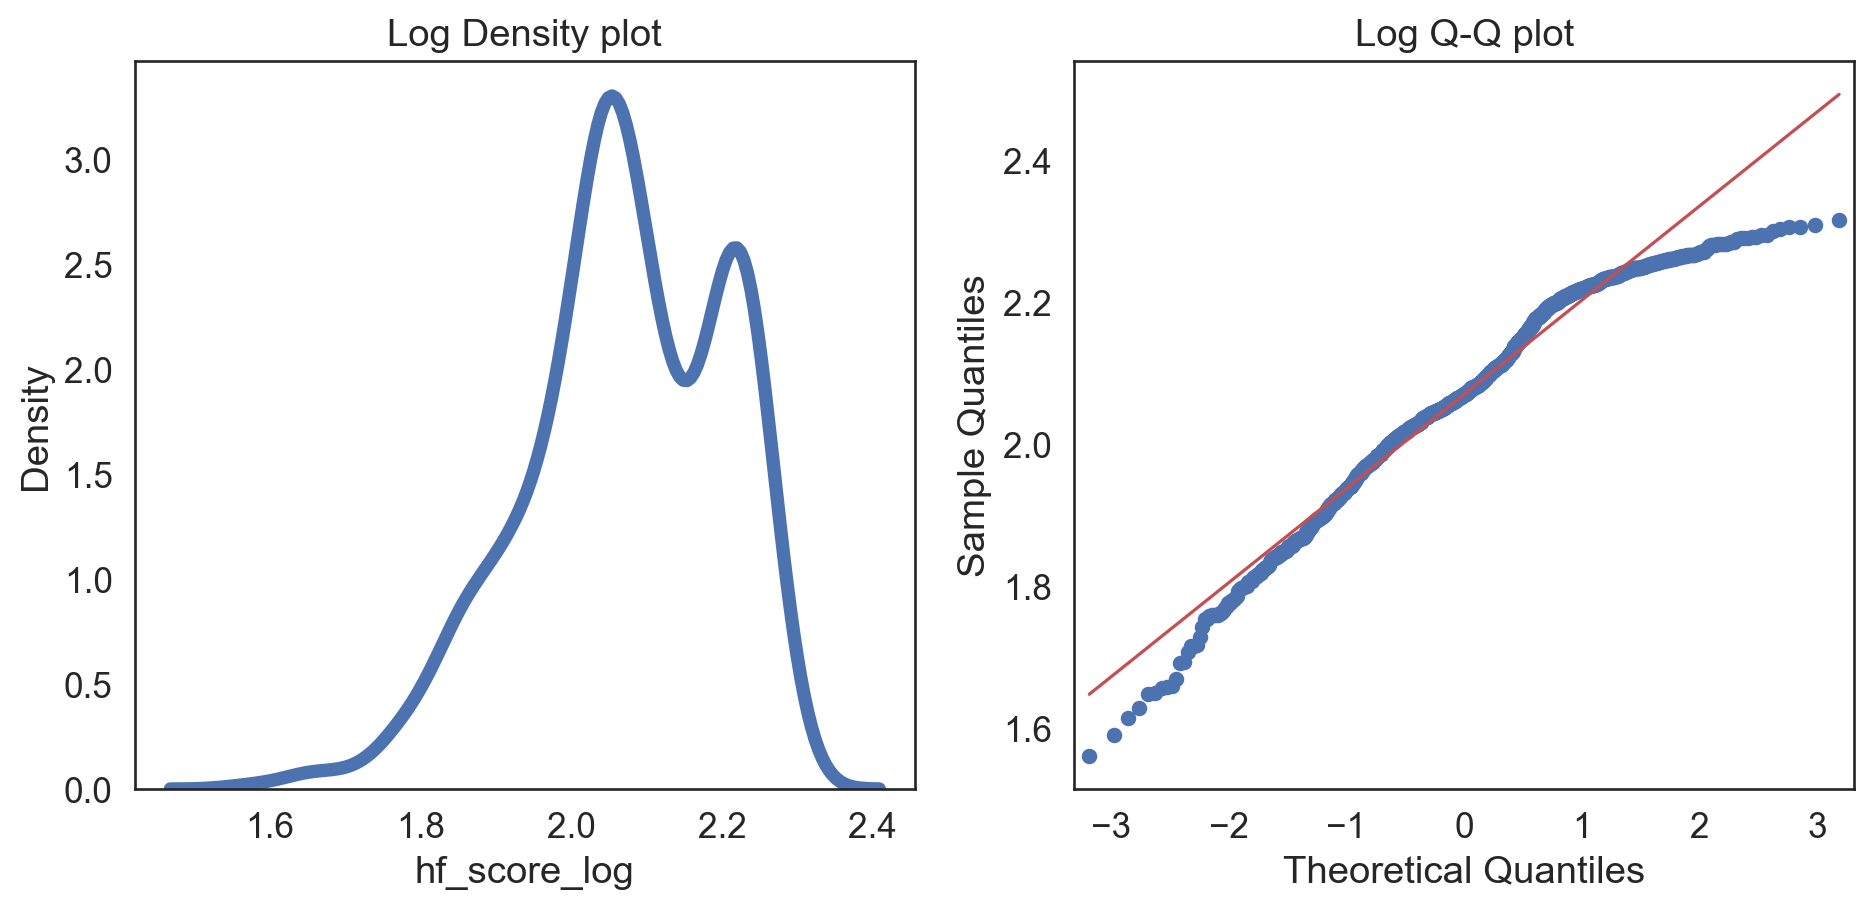 Log Density plot
Density
3.0
2.5
2.0
1.5
1.0
0.5
0.0
1.6 1.8 2.0 2.2 2.4
hf_score_log
Log Q-Q plot
Sample Quantiles
2.4
2.2
2.0
1.8
1.6
−3 −2 −1 0 1 2 3
Theoretical Quantiles